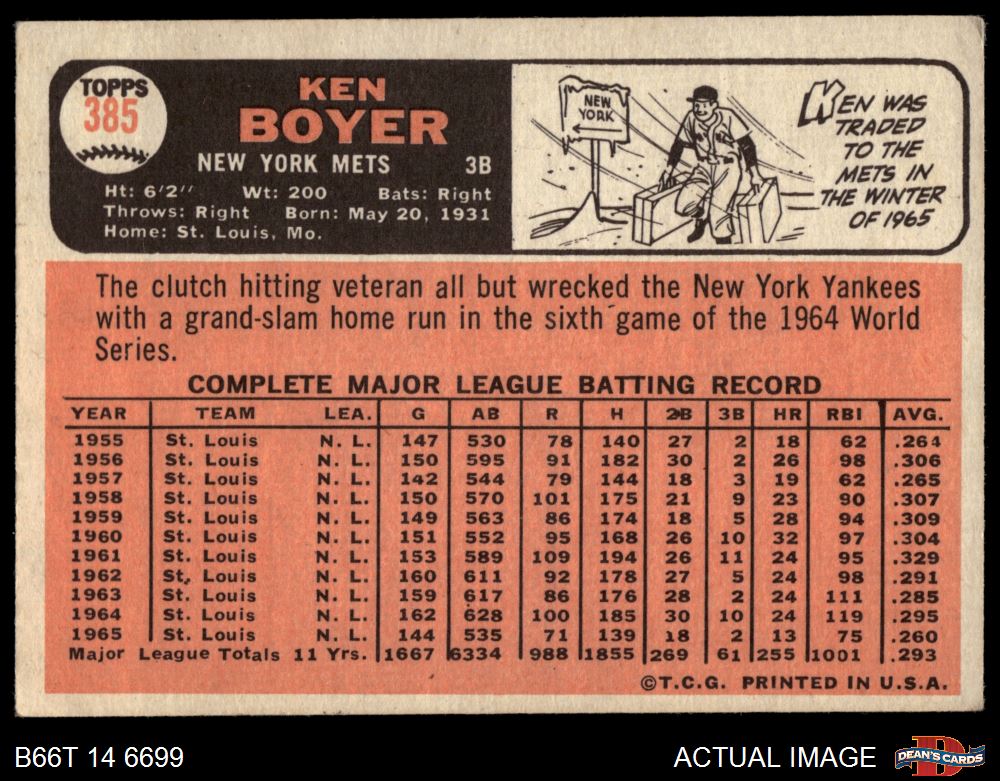 TOPPS
385
KEN
BOYER
NEW YORK METS 3B
Ht: 6'2" Wt: 200 Bats: Right
Throws: Right Born: May 20, 1931
Home: St. Louis, Mo.
NEW
YORK
KEN WAS
TRADED
TO THE
METS IN
THE WINTER
OF 1965
The clutch hitting veteran all but wrecked the New York Yankees
with a grand-slam home run in the sixth game of the 1964 World
Series.
COMPLETE MAJOR LEAGUE BATTING RECORD
YEAR TEAM LEA. G AB R H 2B 3B HR RBI AVG.
1955 St. Louis N. L. 147 530 78 140 27 2 18 62 .264
1956 St. Louis N. L. 150 595 91 182 30 2 26 98 .306
1957 St. Louis N. L. 142 544 79 144 18 3 19 62 .265
1958 St. Louis N. L. 150 570 101 175 21 9 23 90 .307
1959 St. Louis N. L. 149 563 86 174 18 5 28 94 .309
1960 St. Louis N. L. 151 552 95 168 26 10 32 97 .304
1961 St. Louis N. L. 153 589 109 194 26 11 24 95 .329
1962 St. Louis N. L. 160 611 92 178 27 5 24 98 .291
1963 St. Louis N. L. 159 617 86 176 28 2 24 111 .285
1964 St. Louis N. L. 162 628 100 185 30 10 24 119 .295
1965 St. Louis N. L. 144 535 71 139 18 2 13 75 .260
Major League Totals 11 Yrs. 1667 6334 988 1855 269 61 255 1001 .293
©T.C.G. PRINTED IN U.S.A.
B66T 14 6699
ACTUAL IMAGE
D
DEAN'S CARDS